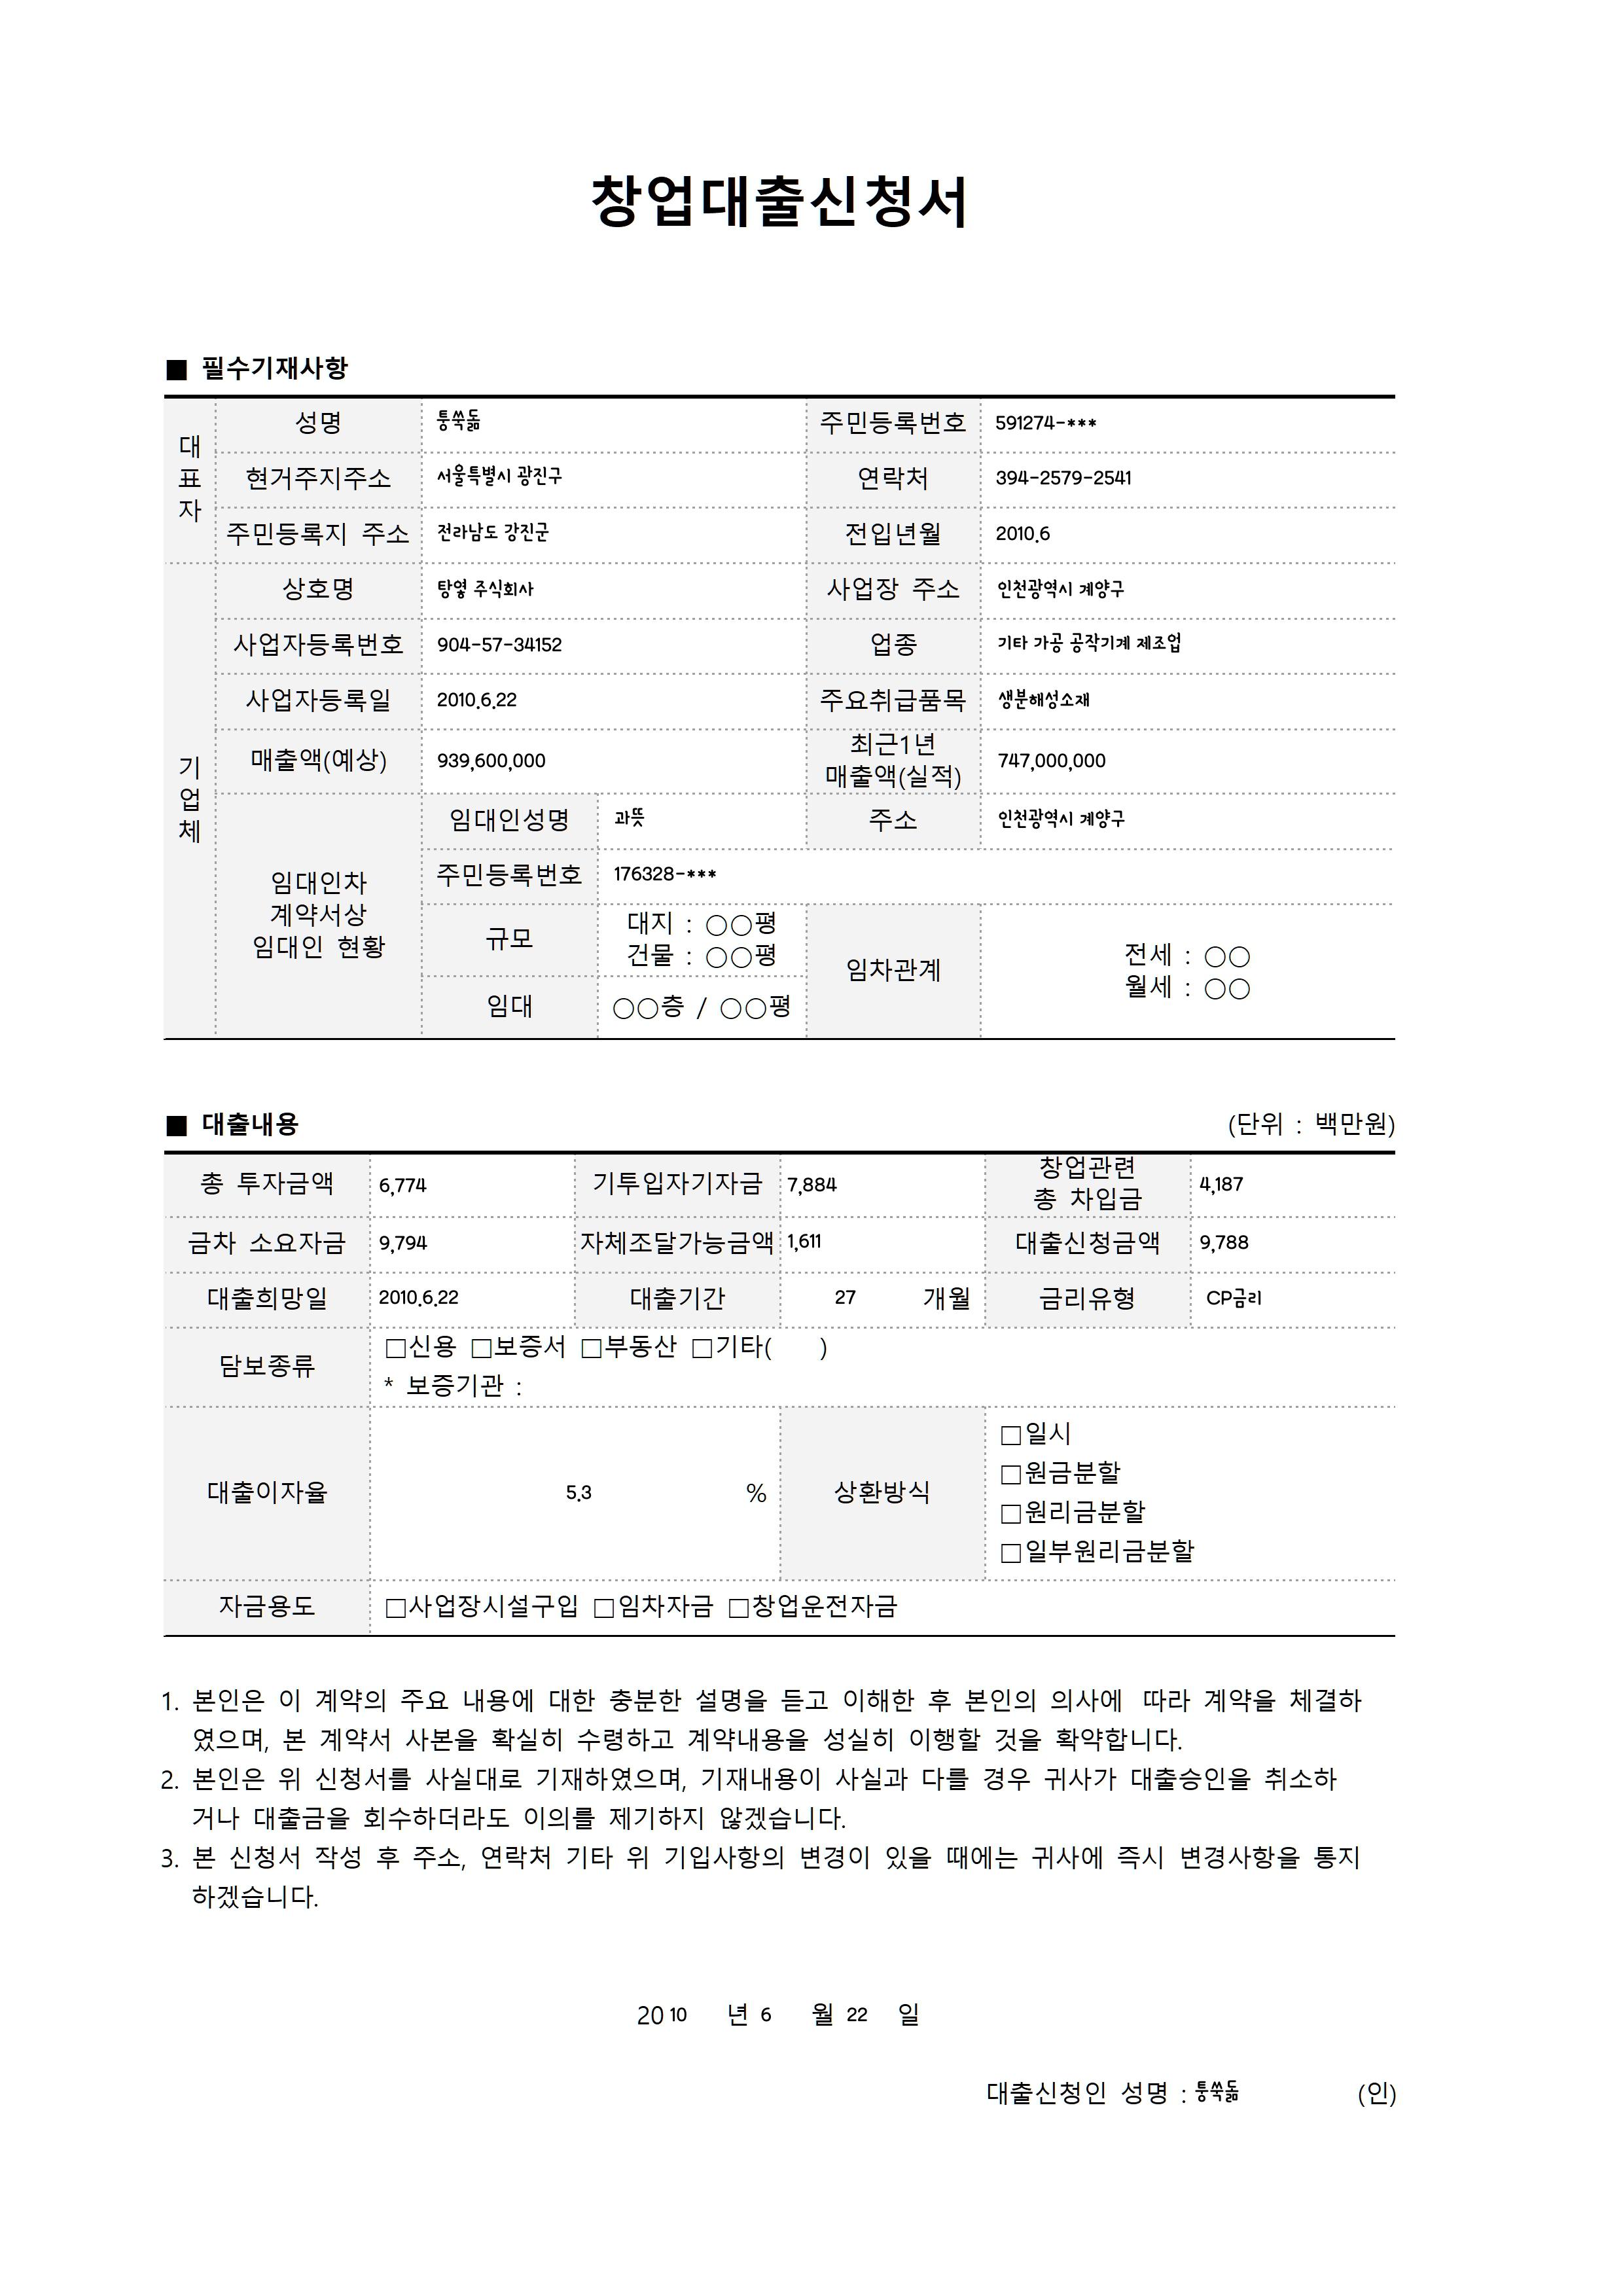 창업대출신청서
■ 필수기재사항
대표자
성명 통쑥돎 주민등록번호 591274-***
현거주지주소 서울특별시 광진구 연락처 394-2579-2541
주민등록지 주소 전라남도 강진군 전입년월 2010.6
기업체
상호명 탕옇 주식회사 사업장 주소 인천광역시 계양구
사업자등록번호 904-57-34152 업종 기타 가공 공작기계 제조업
사업자등록일 2010.6.22 주요취급품목 생분해성소재
매출액(예상) 939,600,000 최근1년 매출액(실적) 747,000,000
임대인차
계약서상
임대인 현황
임대인성명 과뜻 주소 인천광역시 계양구
주민등록번호 176328-***
규모 대지 : ○○평
건물 : ○○평
임대 ○○층 / ○○평
임차관계 전세 : ○○
월세 : ○○
■ 대출내용 (단위 : 백만원)
총 투자금액 6,774 기투입자기자금 7,884 창업관련 총 차입금 4,187
금차 소요자금 9,794 자체조달가능금액 1,611 대출신청금액 9,788
대출희망일 2010.6.22 대출기간 27 개월 금리유형 CP금리
담보종류 □신용 □보증서 □부동산 □기타( )
* 보증기관 :
대출이자율 5.3 % 상환방식
□일시
□원금분할
□원리금분할
□일부원리금분할
자금용도 □사업장시설구입 □임차자금 □창업운전자금
1. 본인은 이 계약의 주요 내용에 대한 충분한 설명을 듣고 이해한 후 본인의 의사에 따라 계약을 체결하
였으며, 본 계약서 사본을 확실히 수령하고 계약내용을 성실히 이행할 것을 확약합니다.
2. 본인은 위 신청서를 사실대로 기재하였으며, 기재내용이 사실과 다를 경우 귀사가 대출승인을 취소하
거나 대출금을 회수하더라도 이의를 제기하지 않겠습니다.
3. 본 신청서 작성 후 주소, 연락처 기타 위 기입사항의 변경이 있을 때에는 귀사에 즉시 변경사항을 통지
하겠습니다.
20 10 년 6 월 22 일
대출신청인 성명 : 통쑥돎 (인)